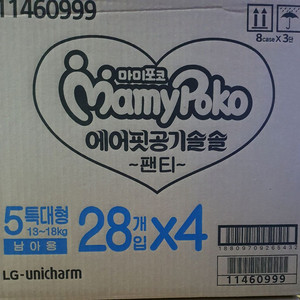 11460999
8case x 3단
마미포코
MamyPoko
에어핏공기솔솔
~팬티~
5 특대형
13~18kg
남아용
28개입 x4
LG-unicharm
11460999